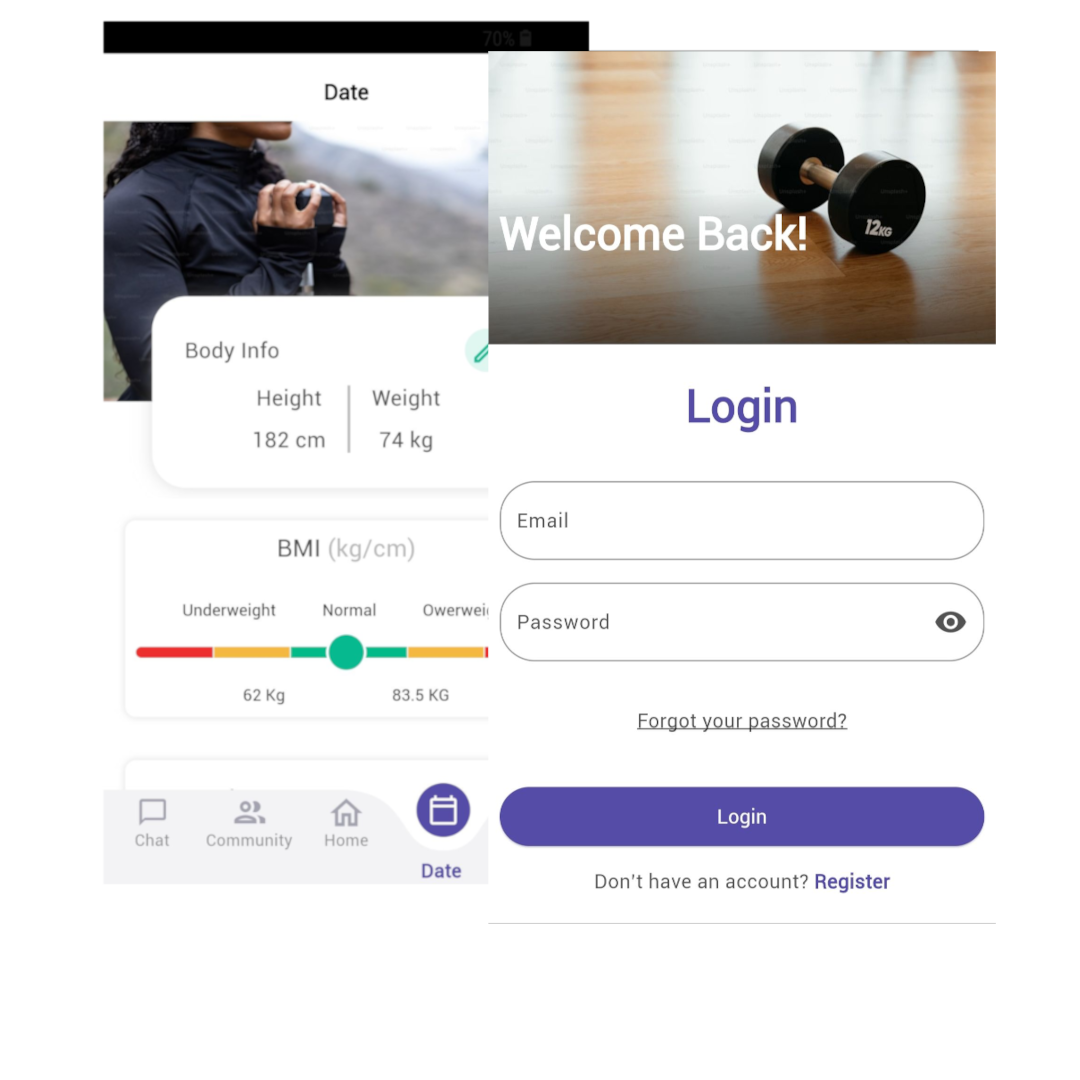 70%
Date
Body Info
Height Weight
182 cm 74 kg
BMI (kg/cm)
Underweight Normal Owerweig
62 Kg 83.5 KG
Chat Community Home Date
12KG
Welcome Back!
Login
Email
Password
Forgot your password?
Login
Don't have an account? Register